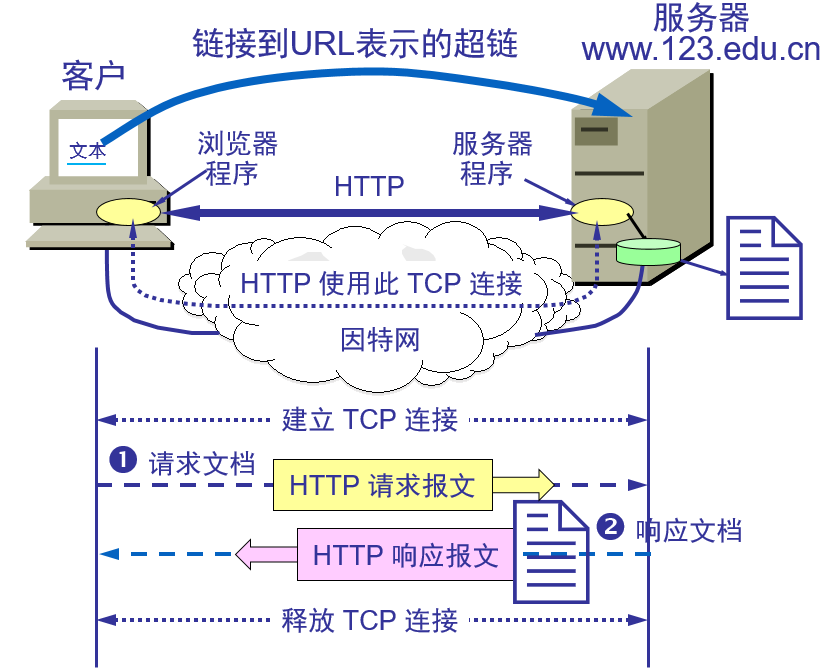 服务器
www.123.edu.cn
链接到URL表示的超链
客户
文本
浏览器
程序
服务器
程序
HTTP
HTTP 使用此 TCP 连接
因特网
建立 TCP 连接
❶ 请求文档
HTTP 请求报文
❷ 响应文档
HTTP 响应报文
释放 TCP 连接